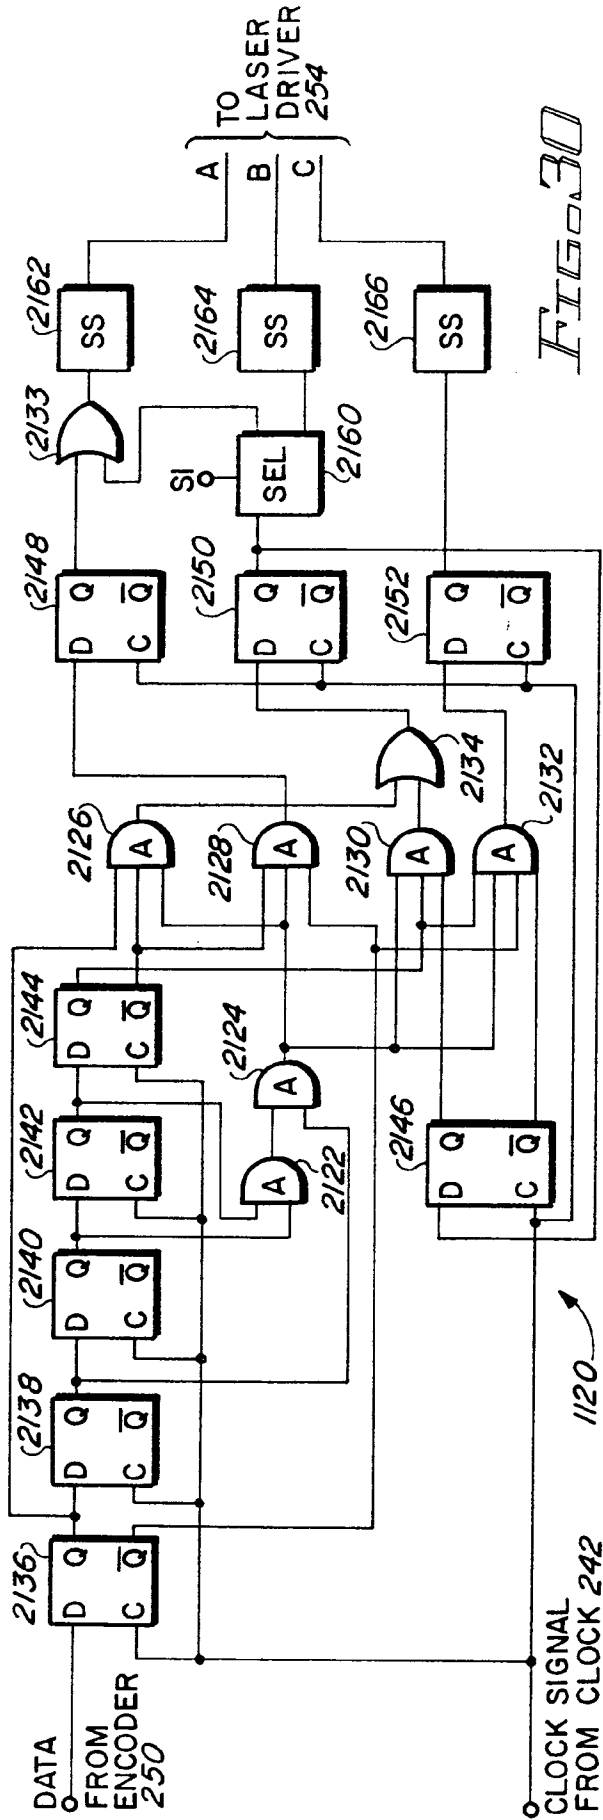 DATA
FROM
ENCODER
250
2136
D Q
C Q̅
2138
D Q
C Q̅
2140
D Q
C Q̅
2142
D Q
C Q̅
2144
D Q
C Q̅
2122
A
2124
A
2126
A
2128
A
2130
A
2132
A
2134
2146
D Q
C Q̅
2148
D Q
C Q̅
2150
D Q
C Q̅
2152
D Q
C Q̅
2133
SI
SEL
2160
SS
2162
SS
2164
SS
2166
A
B
C
TO
LASER
DRIVER
254
CLOCK SIGNAL
FROM CLOCK 242
1120
FIG. 30